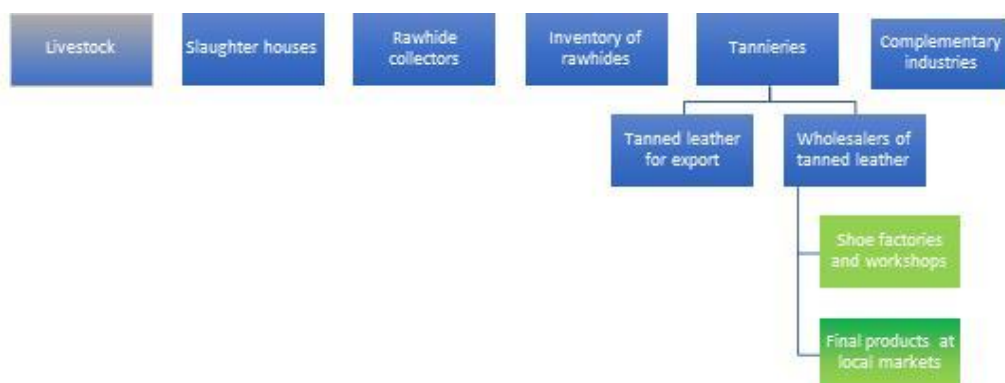 Livestock
Slaughter houses
Rawhide
collectors
Inventory of
rawhides
Tannieries
Complementary
industries
Tanned leather
for export
Wholesalers of
tanned leather
Shoe factories
and workshops
Final products at
local markets